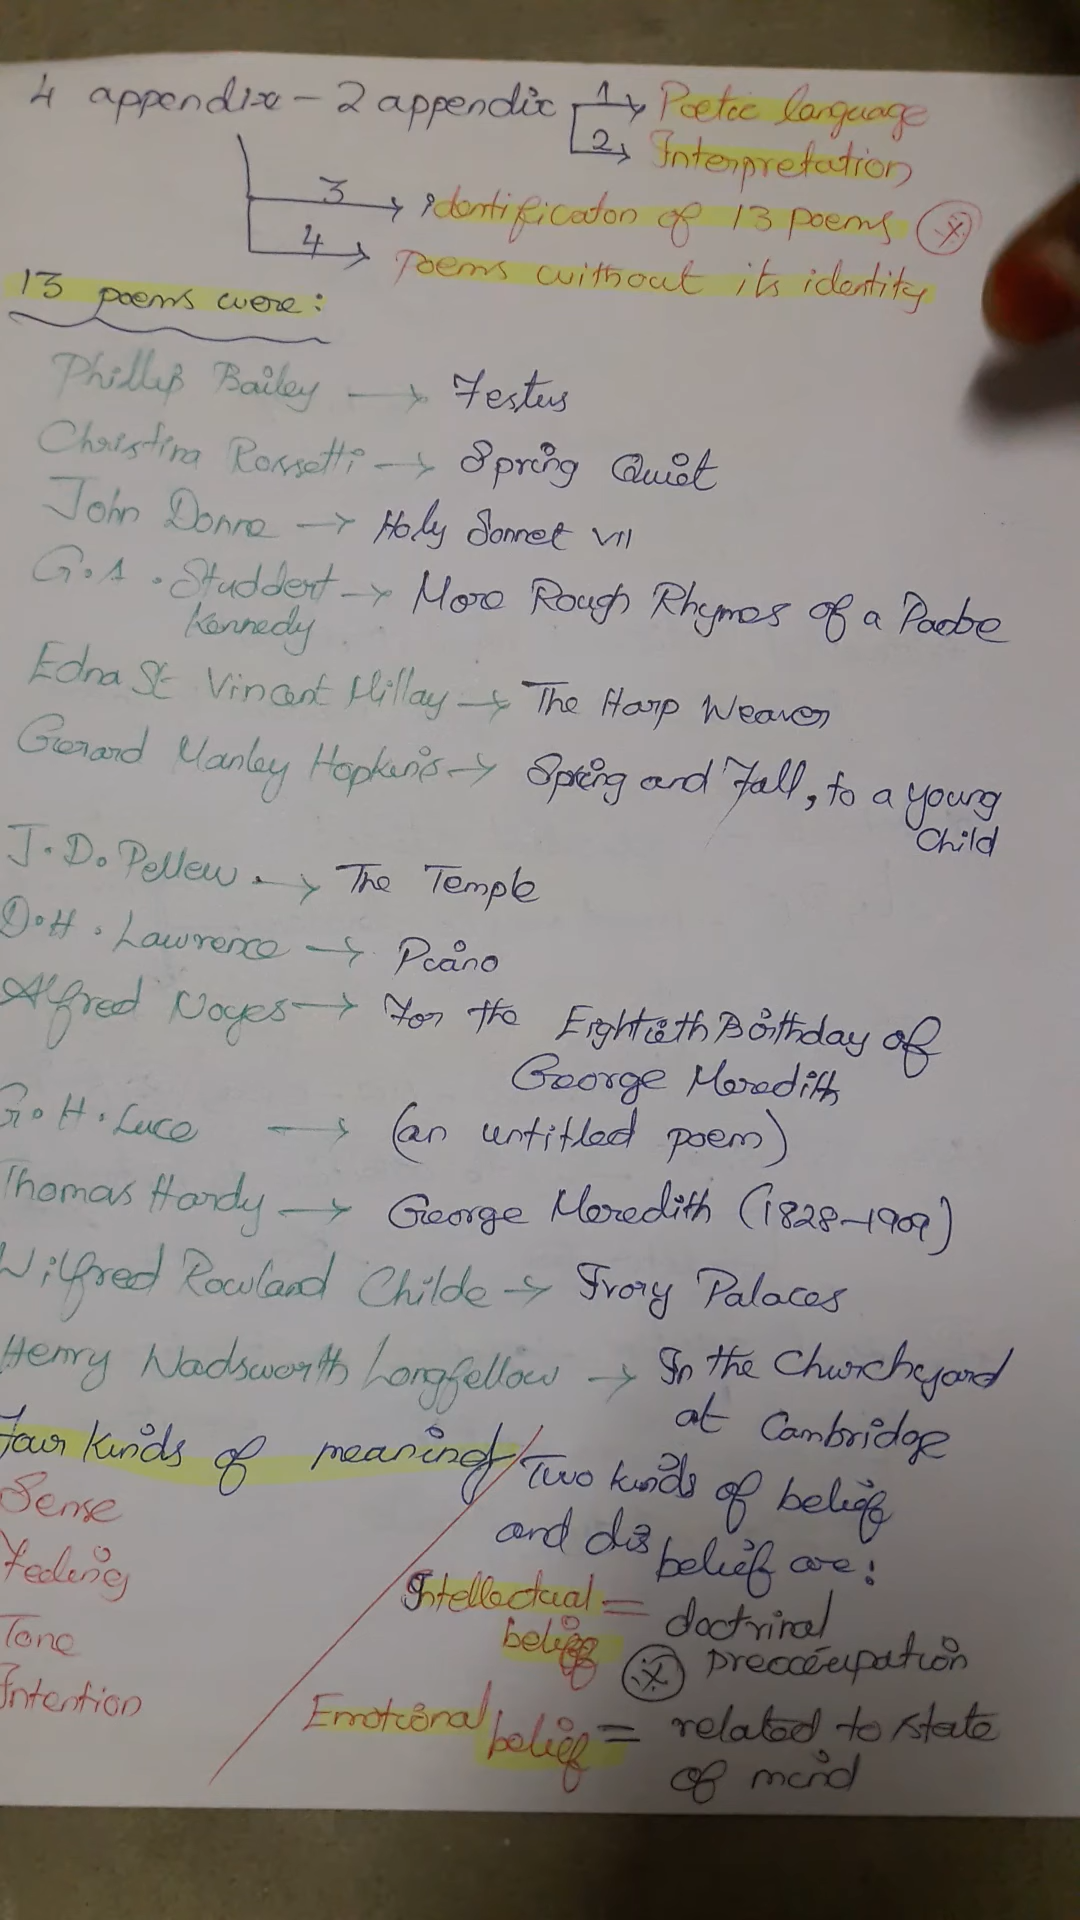 4 appendix - 2 appendix 1 → Poetic language
2 → Interpretation
3 → identificaton of 13 poems
4 → Poems without its identity
13 poems were:
Phillip Bailey → Festus
Christina Rossetti → Spring Quiet
John Donne → Holy Sonnet VII
G.A. Studdert Kennedy → More Rough Rhymes of a Padre
Edna St Vincent Millay → The Harp Weaver
Gerard Manley Hopkins → Spring and Fall, to a young
Child
J.D. Pellew → The Temple
D.H. Lawrence → Piano
Alfred Noyes → For the Eightieth Birthday of
George Meredith
G.H. Luce → (an untitled poem)
Thomas Hardy → George Meredith (1828-1909)
Wilfred Rowland Childe → Ivory Palaces
Henry Wadsworth Longfellow → In the Churchyard
at Cambridge
Four kinds of meaning
Sense
Feeling
Tone
Intention
Two kinds of belief
and dis belief are:
Intellectual belief = doctrinal
preoccupation
Emotional belief = related to state
of mind